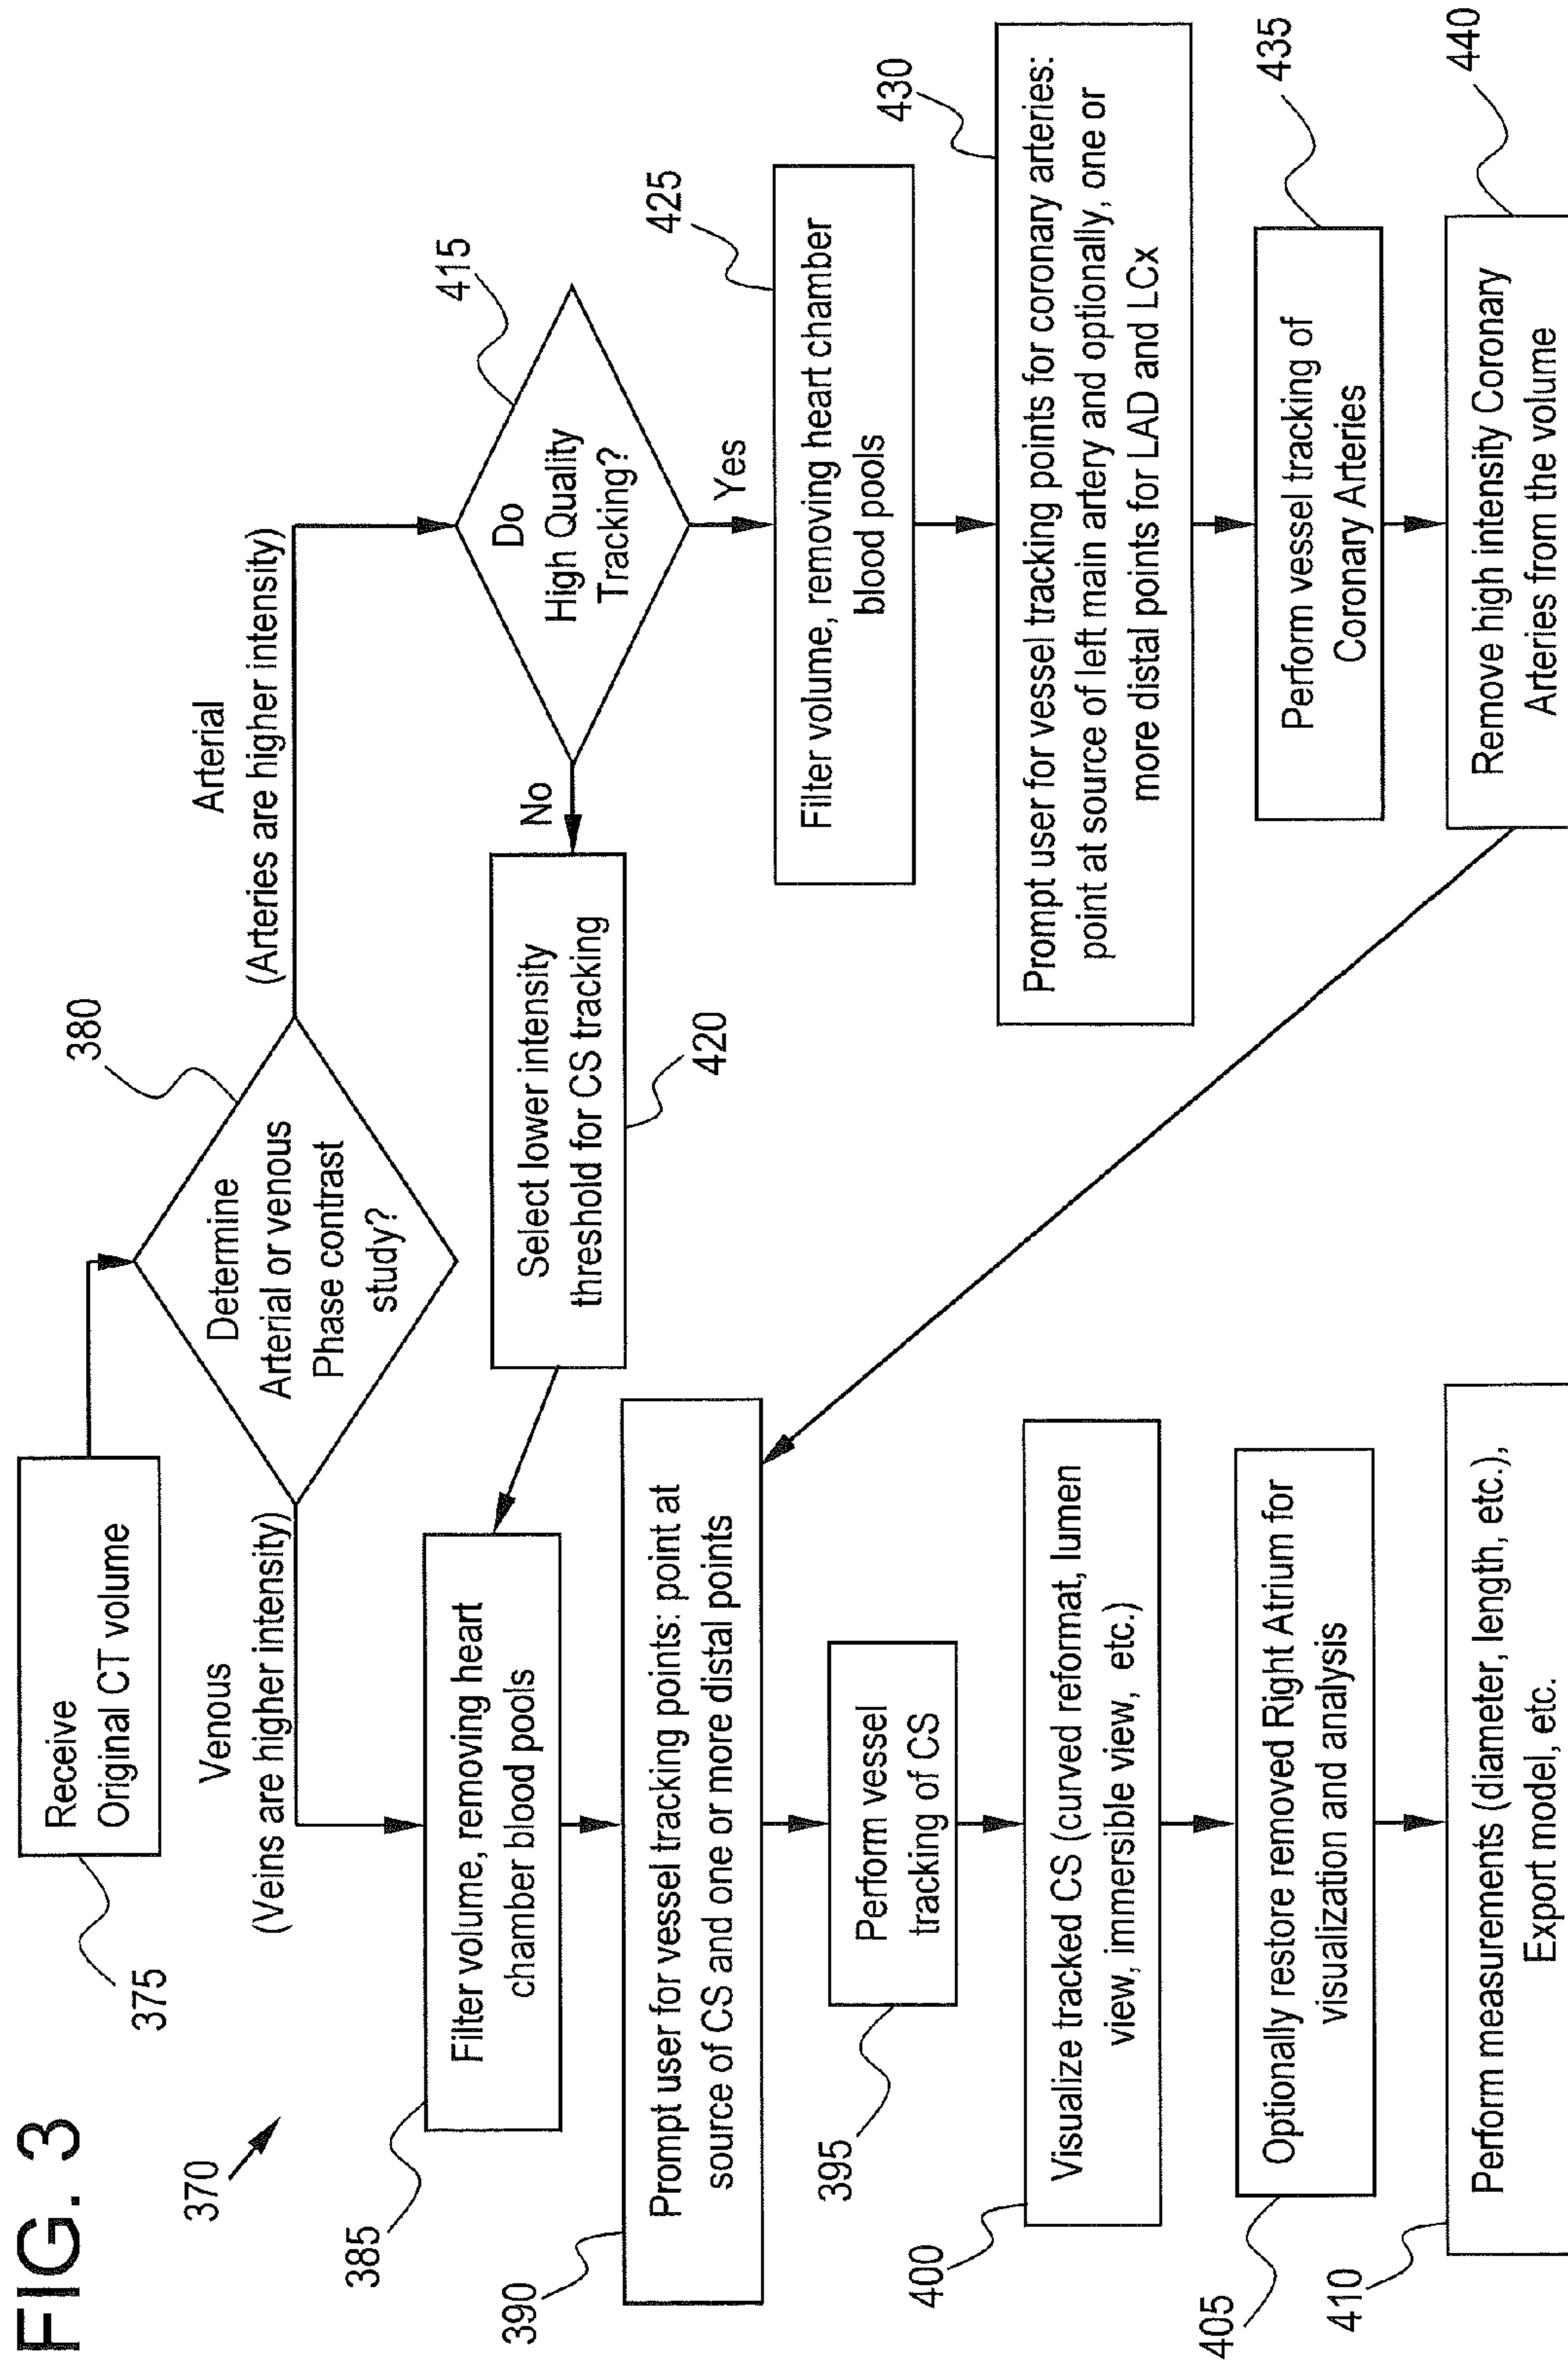 FIG. 3
370
Receive
Original CT volume
375
Determine
Arterial or venous
Phase contrast
study?
380
Venous
(Veins are higher intensity)
Arterial
(Arteries are higher intensity)
Filter volume, removing heart
chamber blood pools
385
Prompt user for vessel tracking points: point at
source of CS and one or more distal points
390
Perform vessel
tracking of CS
395
Visualize tracked CS (curved reformat, lumen
view, immersible view, etc.)
400
Optionally restore removed Right Atrium for
visualization and analysis
405
Perform measurements (diameter, length, etc.),
Export model, etc.
410
Do
High Quality
Tracking?
415
No
Yes
Select lower intensity
threshold for CS tracking
420
Filter volume, removing heart chamber
blood pools
425
Prompt user for vessel tracking points for coronary arteries:
point at source of left main artery and optionally, one or
more distal points for LAD and LCx
430
Perform vessel tracking of
Coronary Arteries
435
Remove high intensity Coronary
Arteries from the volume
440